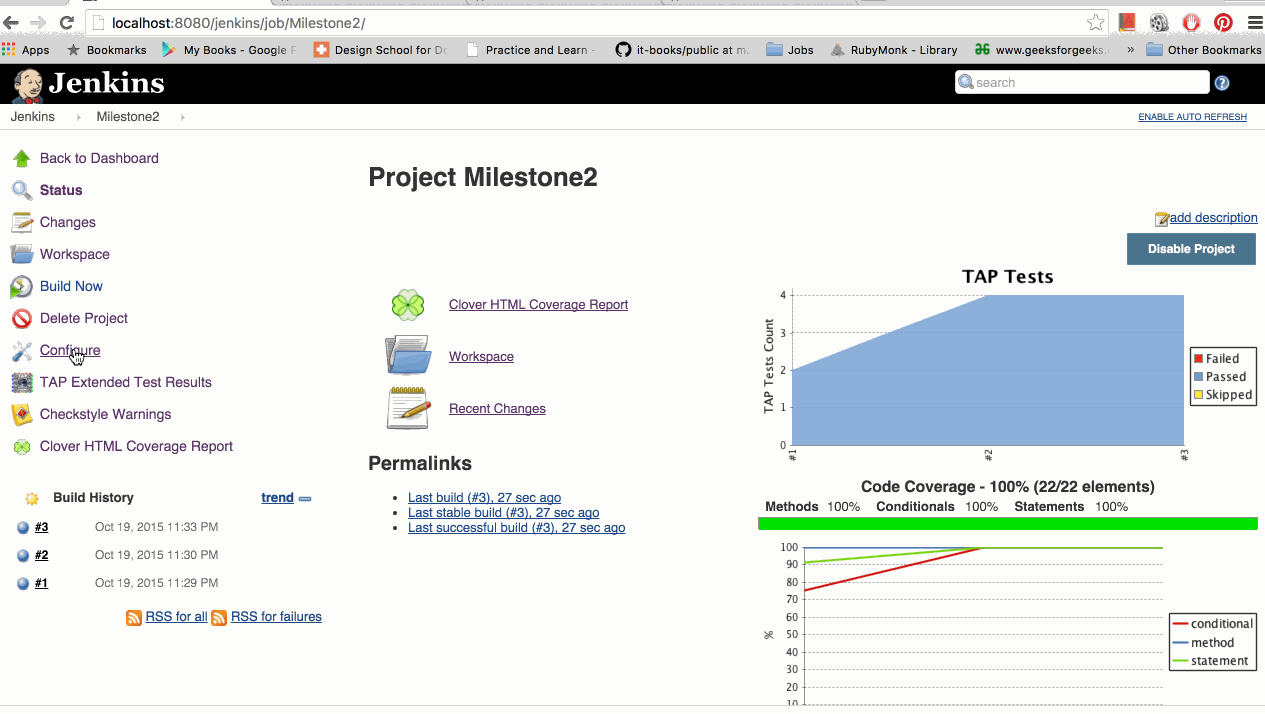 localhost:8080/jenkins/job/Milestone2/
Apps Bookmarks My Books - Google Design School for Practice and Learn - it-books/public at Jobs RubyMonk - Library www.geeksforgeeks. » Other Bookmarks
Jenkins search
Jenkins Milestone2 ENABLE AUTO REFRESH
Back to Dashboard
Status
Changes
Workspace
Build Now
Delete Project
Configure
TAP Extended Test Results
Checkstyle Warnings
Clover HTML Coverage Report
Build History trend
#3 Oct 19, 2015 11:33 PM
#2 Oct 19, 2015 11:30 PM
#1 Oct 19, 2015 11:29 PM
RSS for all RSS for failures
Project Milestone2
add description
Disable Project
Clover HTML Coverage Report
Workspace
Recent Changes
Permalinks
Last build (#3), 27 sec ago
Last stable build (#3), 27 sec ago
Last successful build (#3), 27 sec ago
TAP Tests
TAP Tests Count
4
3
2
1
0
#1 #2 #3
Failed
Passed
Skipped
Code Coverage - 100% (22/22 elements)
Methods 100% Conditionals 100% Statements 100%
%
100
90
80
70
60
50
40
30
20
10
conditional
method
statement